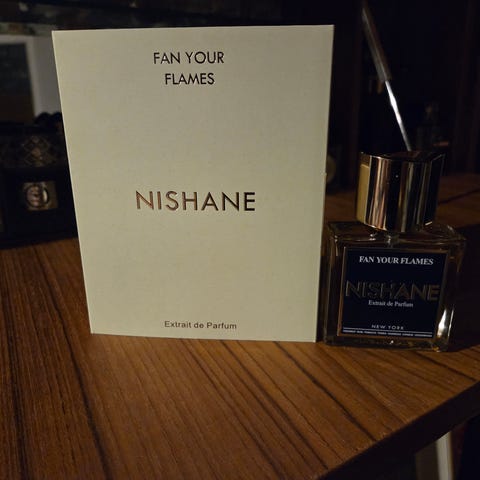 FAN YOUR
FLAMES
NISHANE
Extrait de Parfum
FAN YOUR FLAMES
NISHANE
Extrait de Parfum
NEW YORK